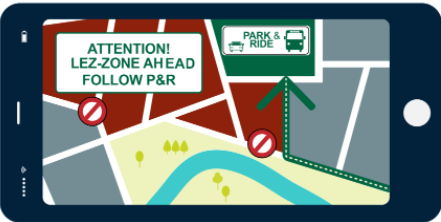 ATTENTION!
LEZ-ZONE AHEAD
FOLLOW P&R
PARK &
RIDE